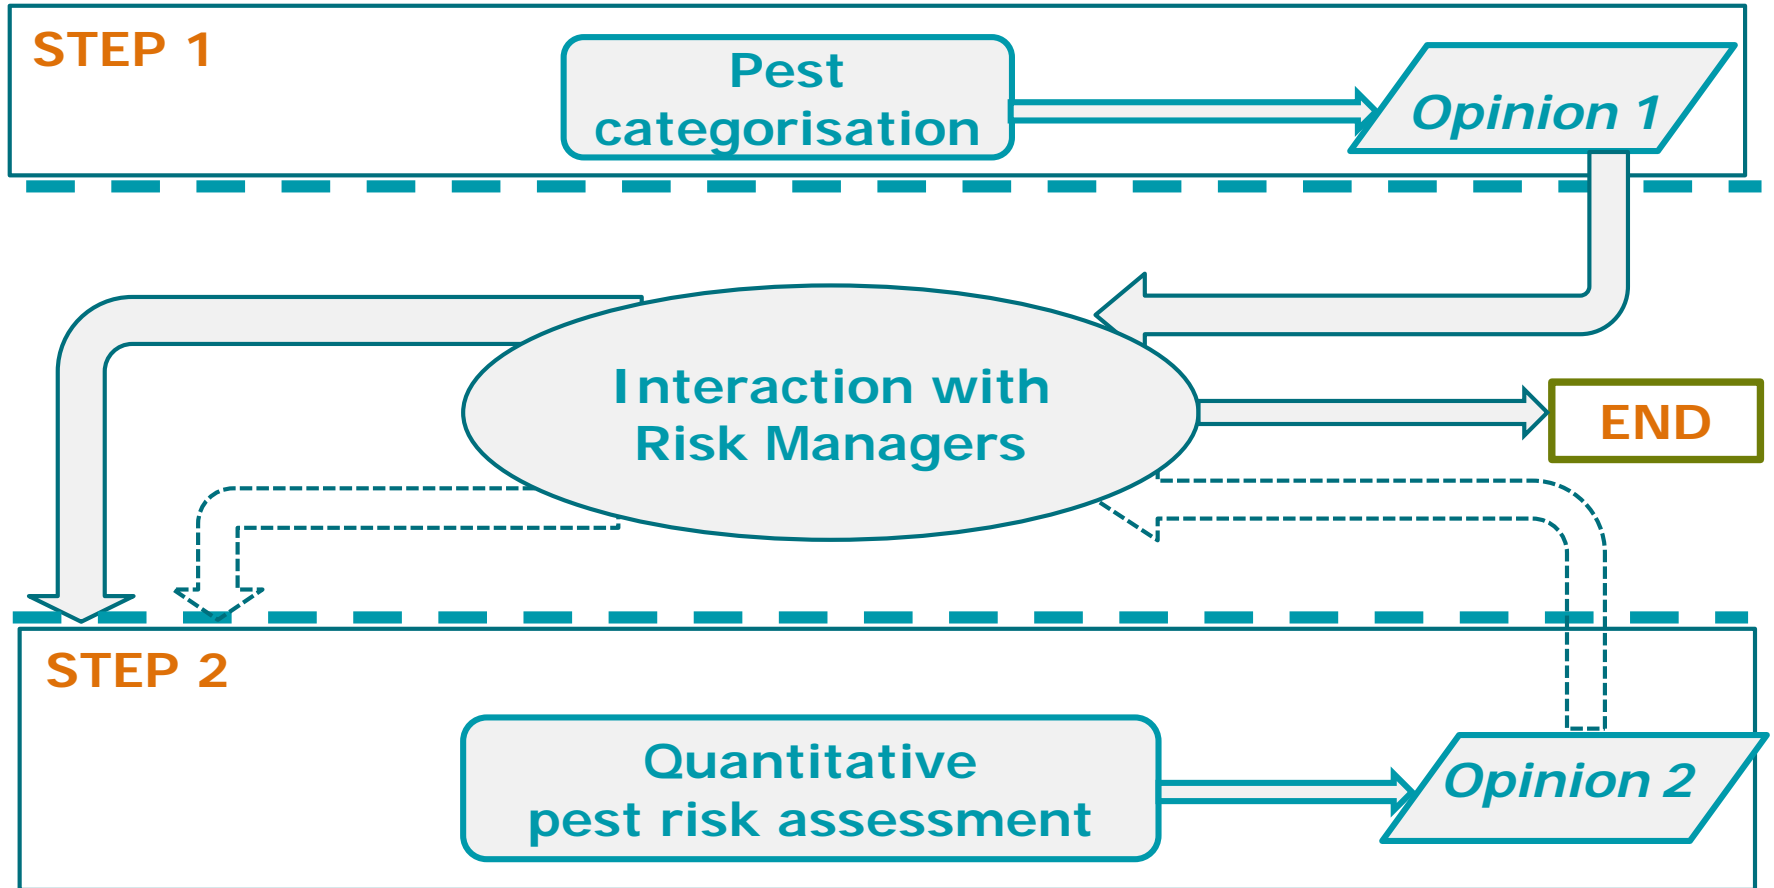 STEP 1
Pest
categorisation
Opinion 1
Interaction with
Risk Managers
END
STEP 2
Quantitative
pest risk assessment
Opinion 2